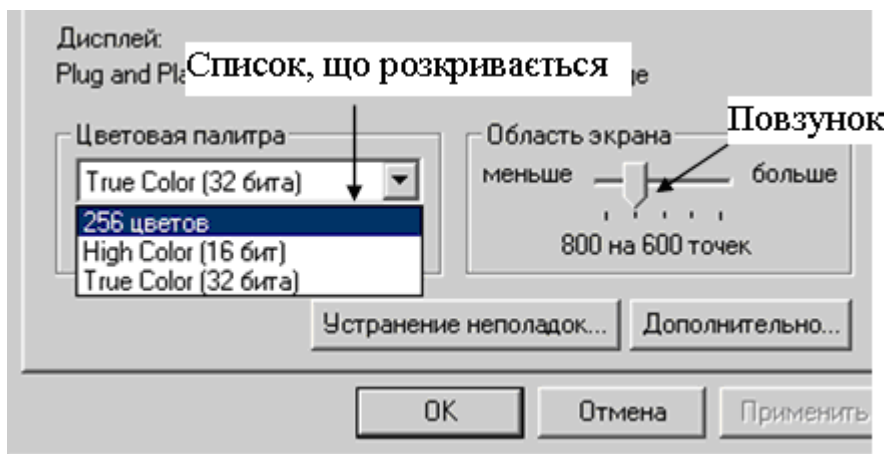 Дисплей:
Список, що розкривається
Plug and Pla
Повзунок
Цветовая палитра
Область экрана
True Color (32 бита)
меньше
больше
256 цветов
High Color (16 бит)
True Color (32 бита)
800 на 600 точек
Устранение неполадок...
Дополнительно...
OK
Отмена
Применить